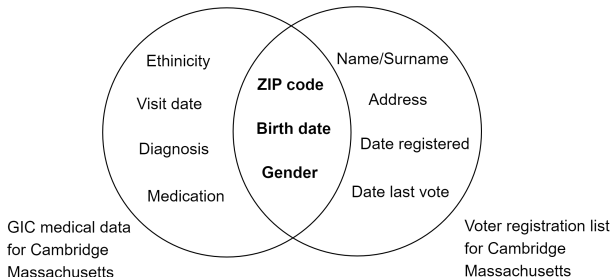 Ethinicity
Visit date
Diagnosis
Medication
ZIP code
Birth date
Gender
Name/Surname
Address
Date registered
Date last vote
GIC medical data
for Cambridge
Massachusetts
Voter registration list
for Cambridge
Massachusetts